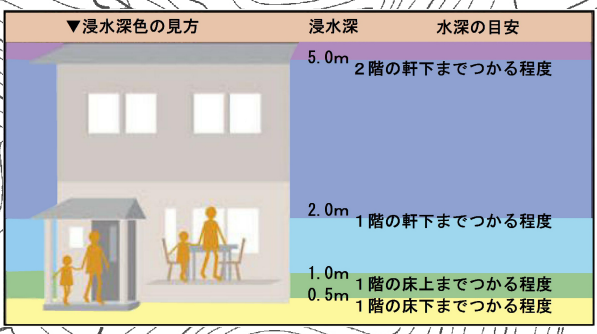 ▼浸水深色の見方 浸水深 水深の目安
5.0m 2階の軒下までつかる程度
2.0m 1階の軒下までつかる程度
1.0m 1階の床上までつかる程度
0.5m 1階の床下までつかる程度